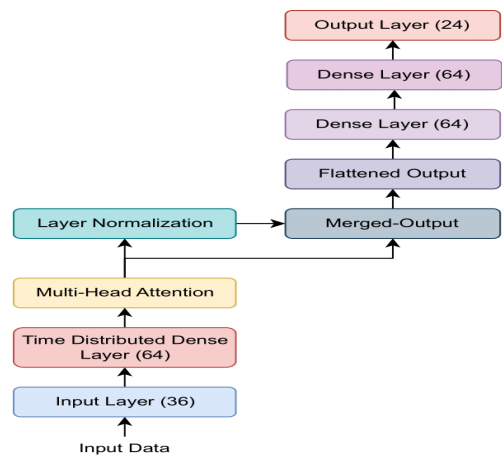 Output Layer (24)
Dense Layer (64)
Dense Layer (64)
Flattened Output
Layer Normalization
Merged-Output
Multi-Head Attention
Time Distributed Dense
Layer (64)
Input Layer (36)
Input Data